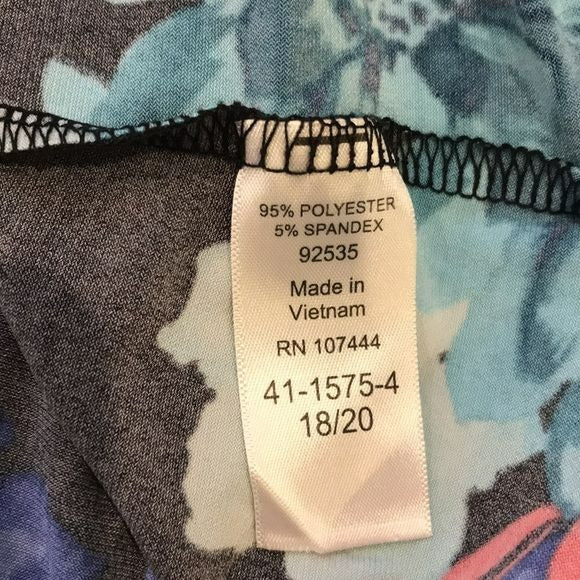 95% POLYESTER
5% SPANDEX
92535
Made in
Vietnam
RN 107444
41-1575-4
18/20